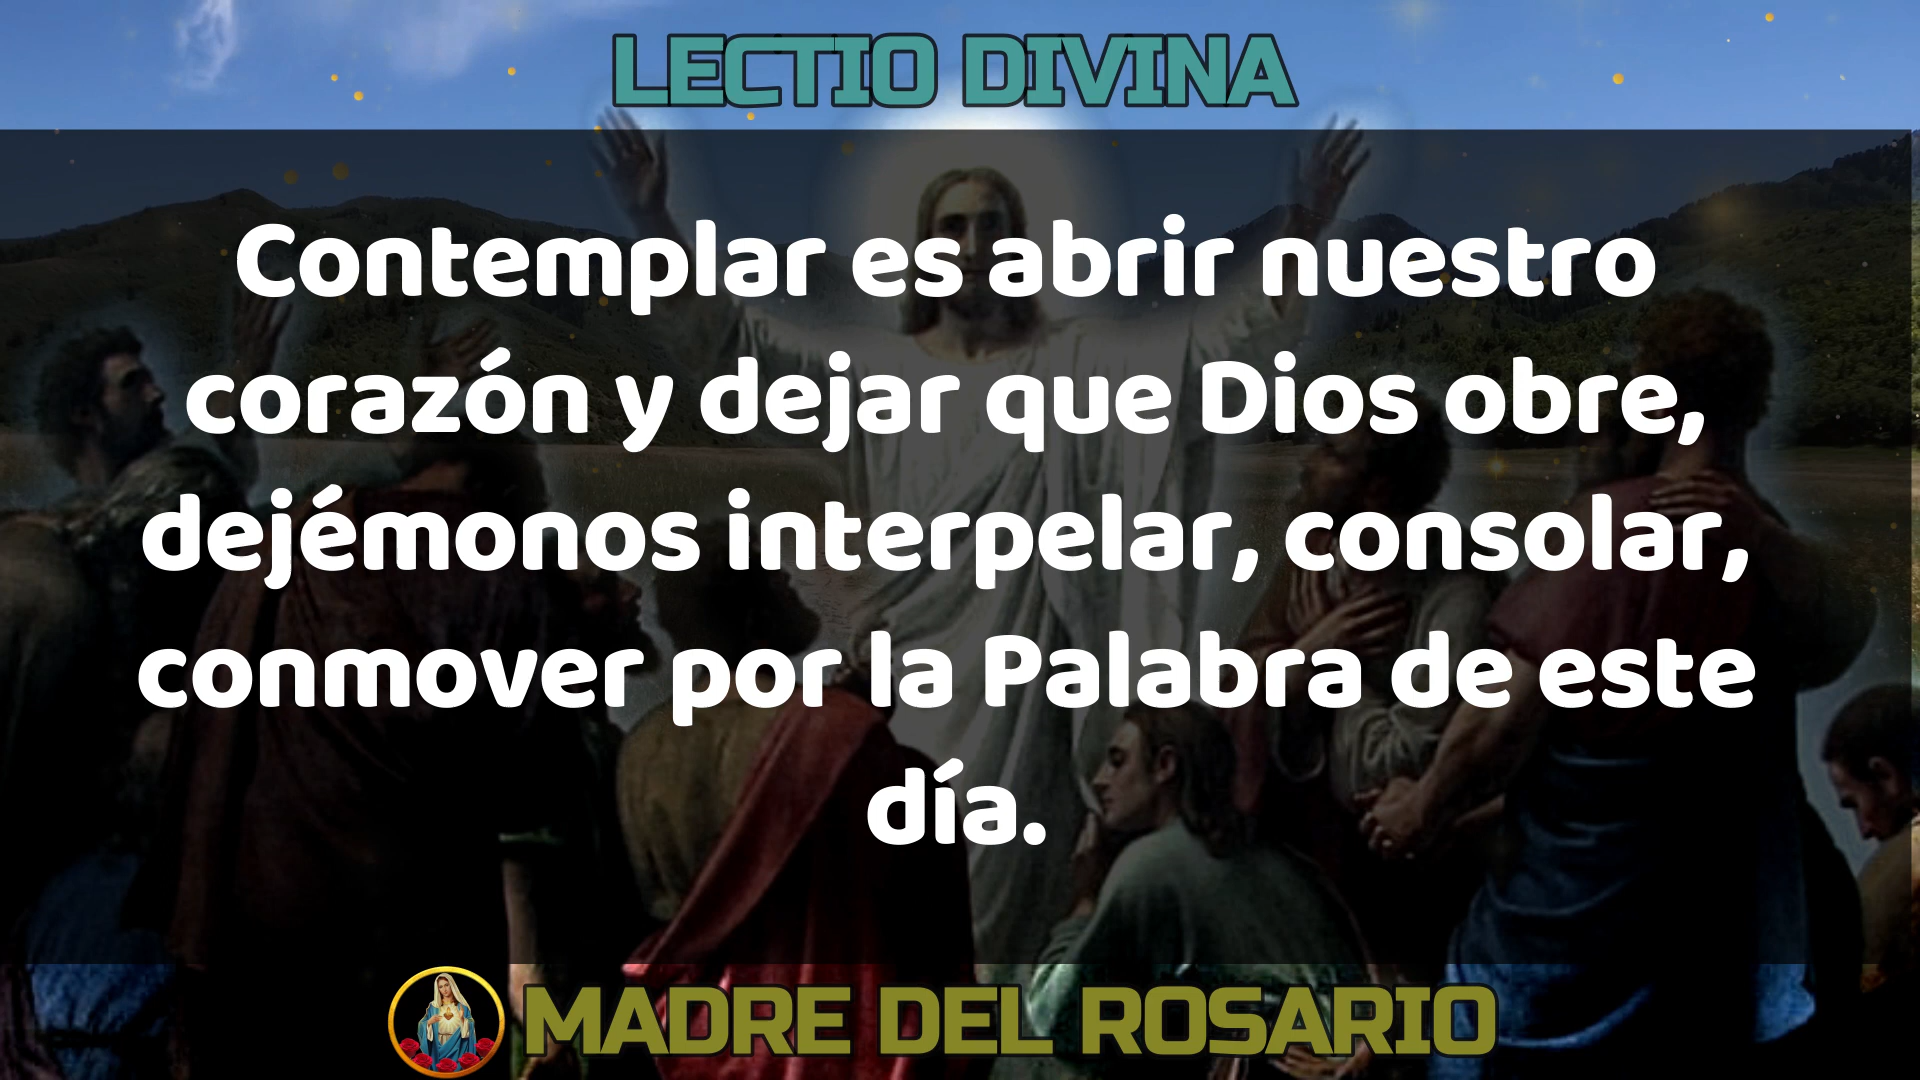 LECTIO DIVINA
Contemplar es abrir nuestro
corazón y dejar que Dios obre,
dejémonos interpelar, consolar,
conmover por la Palabra de este
día.
MADRE DEL ROSARIO